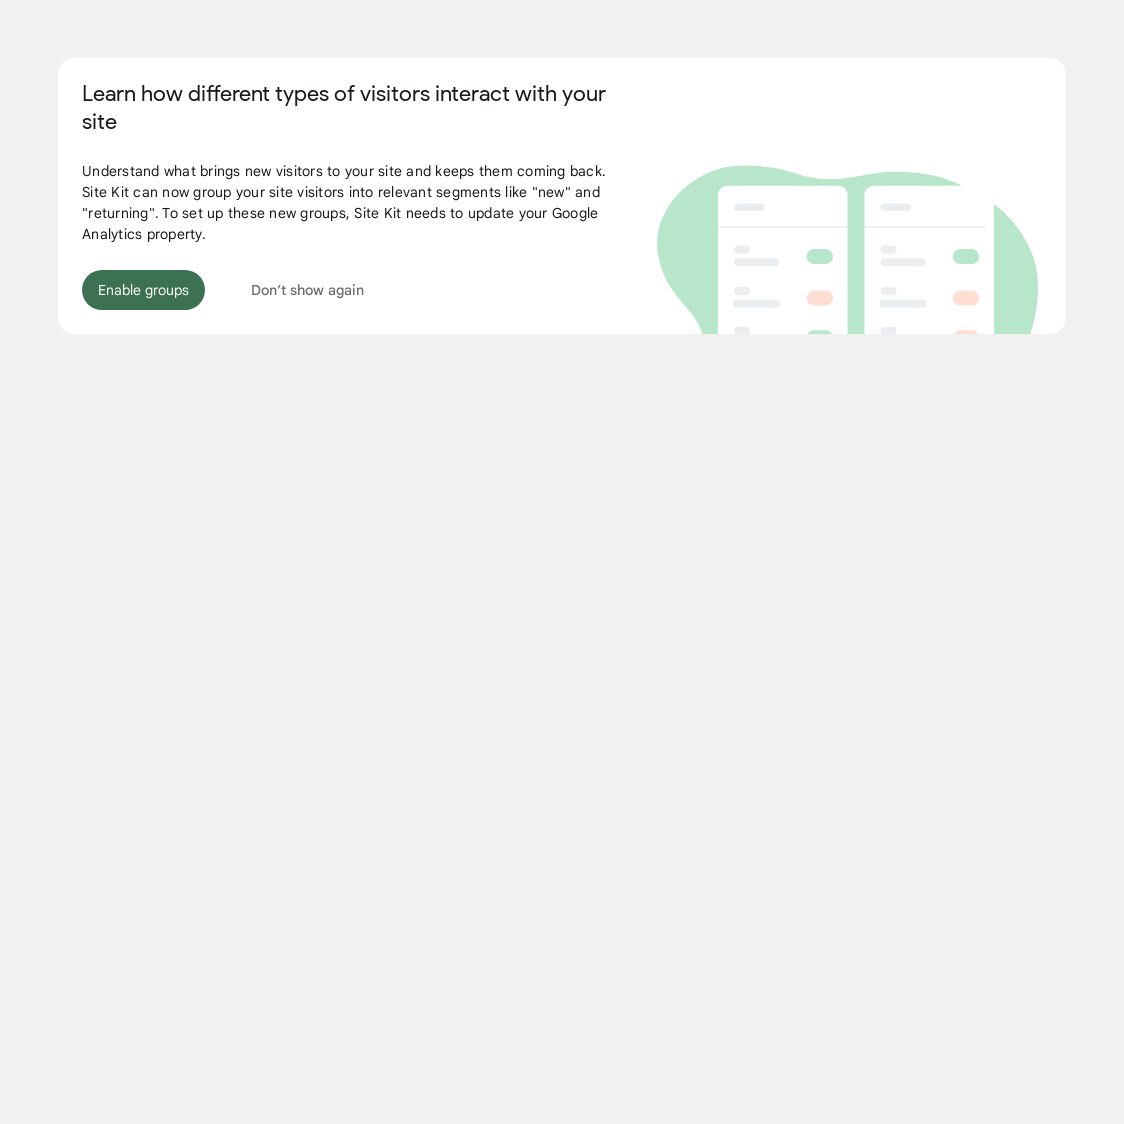 Learn how different types of visitors interact with your
site
Understand what brings new visitors to your site and keeps them coming back.
Site Kit can now group your site visitors into relevant segments like "new" and
"returning". To set up these new groups, Site Kit needs to update your Google
Analytics property.
Enable groups
Don’t show again